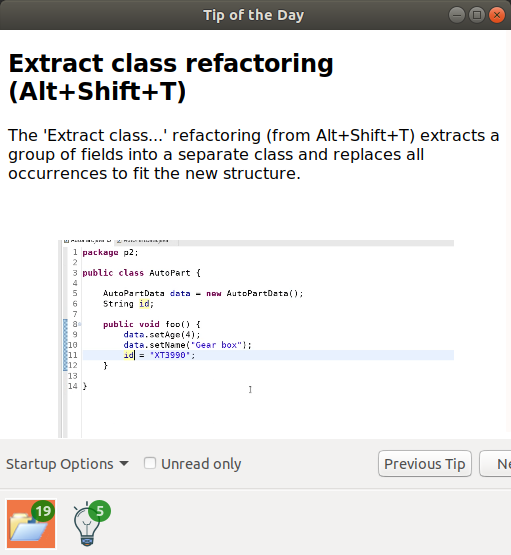 Tip of the Day
Extract class refactoring
(Alt+Shift+T)
The 'Extract class...' refactoring (from Alt+Shift+T) extracts a
group of fields into a separate class and replaces all
occurrences to fit the new structure.
1 package p2;
2
3 public class AutoPart {
4
5 AutoPartData data = new AutoPartData();
6 String id;
7
8 public void foo() {
9 data.setAge(4);
10 data.setName("Gear box");
11 id = "XT3990";
12 }
13
14 }
Startup Options
Unread only
Previous Tip
Ne
19
5